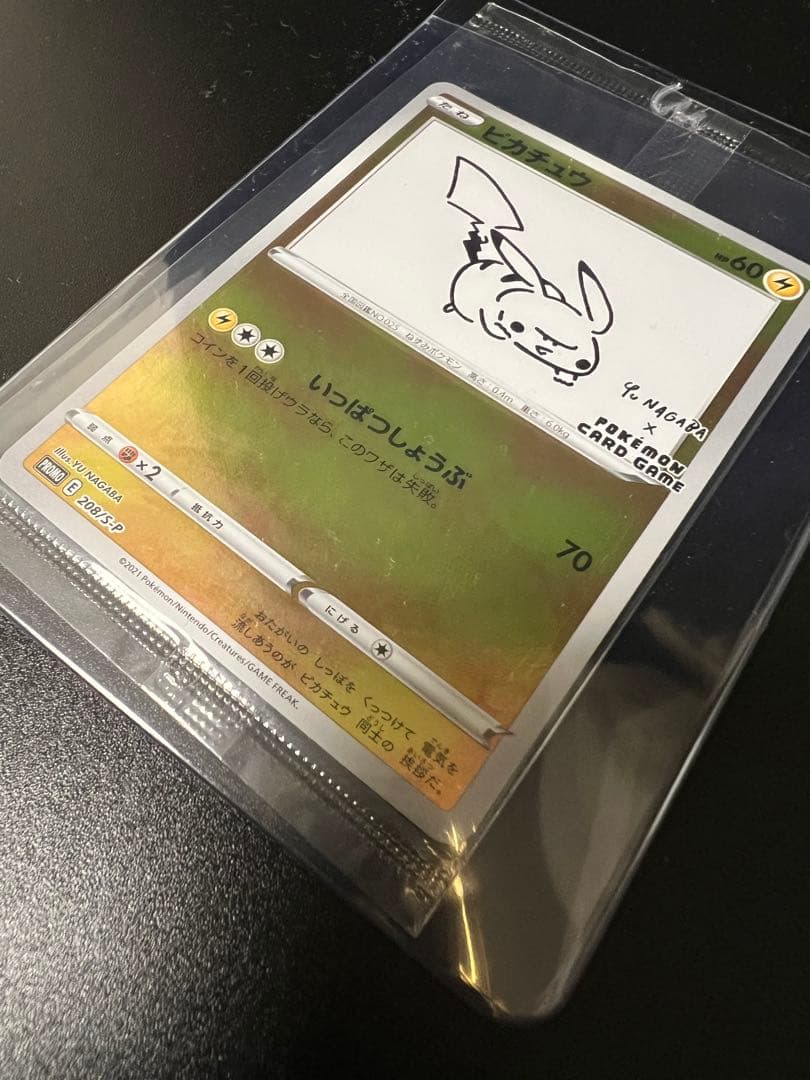 たね
ピカチュウ
HP60
全国図鑑NO.025 ねずみポケモン 高さ:0.4m 重さ:6.0kg
Yu NAGABA
×
POKÉMON
CARD GAME
いっぱつしょうぶ
70
コインを1回投げウラなら、このワザは失敗。
弱点
×2
抵抗力
にげる
Illus. YU NAGABA
PROMO E 208/S-P
©2021 Pokémon/Nintendo/Creatures/GAME FREAK.
おたがいの しっぽを くっつけて 電気を
流しあうのが ピカチュウ 同士の 挨拶だ。